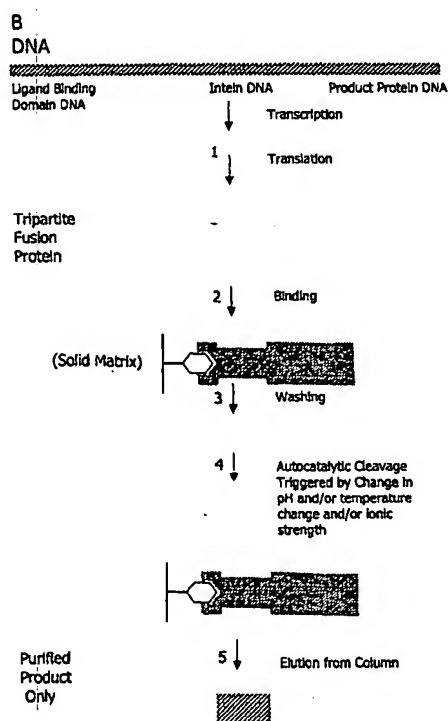 B
DNA
Ligand Binding
Domain DNA
Intein DNA
Product Protein DNA
Transcription
1
Translation
Tripartite
Fusion
Protein
2
Binding
(Solid Matrix)
3
Washing
4
Autocatalytic Cleavage
Triggered by Change in
pH and/or temperature
change and/or ionic
strength
5
Elution from Column
Purified
Product
Only